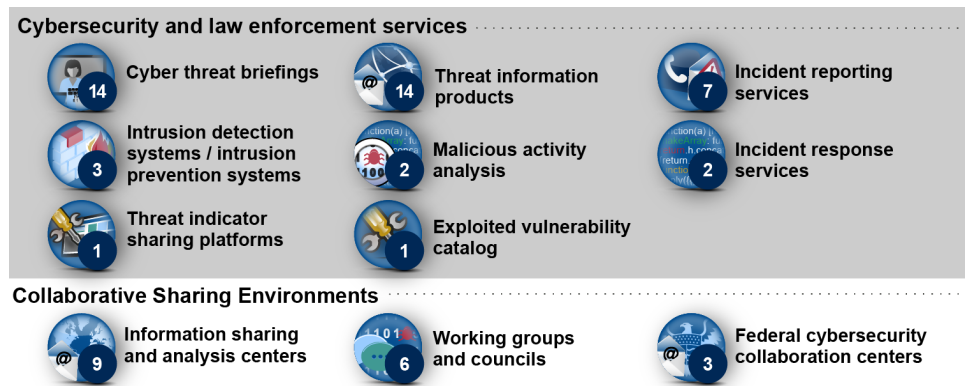 Cybersecurity and law enforcement services
14
Cyber threat briefings
@
14
Threat information
products
7
Incident reporting
services
3
Intrusion detection
systems / intrusion
prevention systems
100
2
Malicious activity
analysis
return
2
Incident response
services
1
Threat indicator
sharing platforms
1
Exploited vulnerability
catalog
Collaborative Sharing Environments
@
9
Information sharing
and analysis centers
1101
6
Working groups
and councils
@
3
Federal cybersecurity
collaboration centers